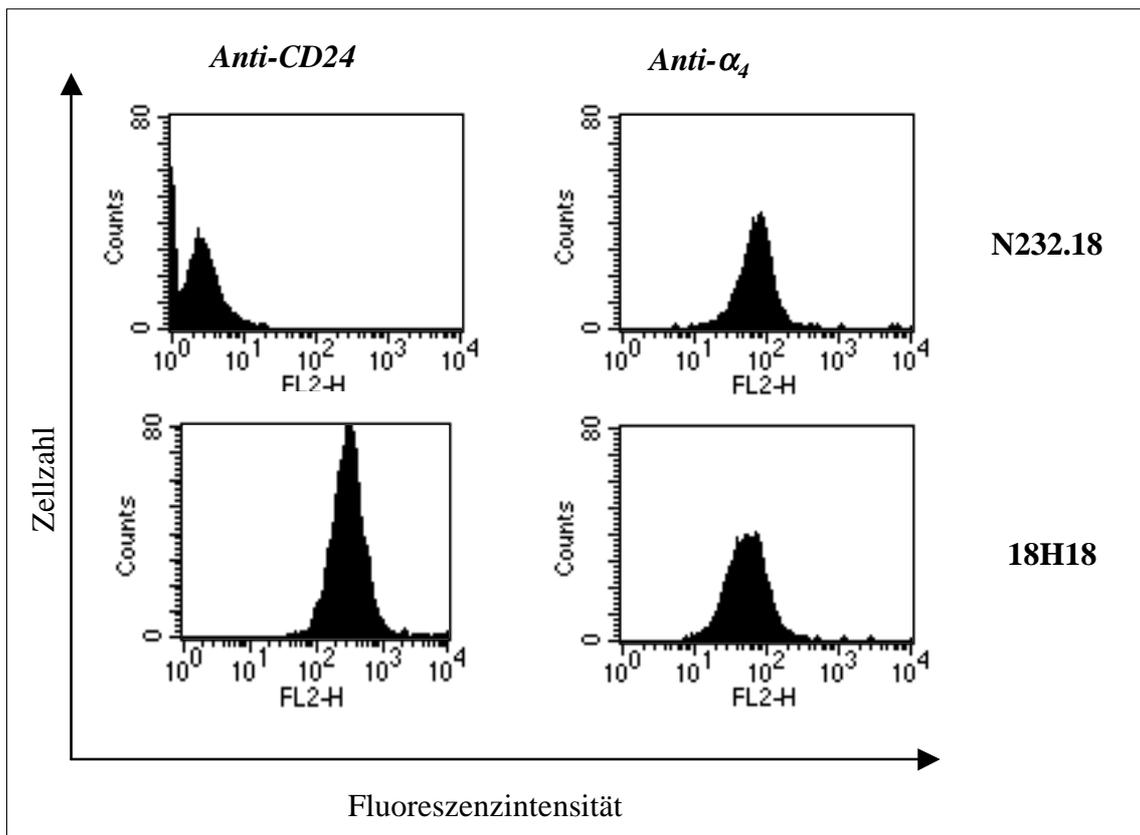 Anti-CD24
Anti-α4
80
Counts
0
10^0 10^1 10^2 10^3 10^4
FL2-H
80
Counts
0
10^0 10^1 10^2 10^3 10^4
FL2-H
N232.18
80
Counts
0
10^0 10^1 10^2 10^3 10^4
FL2-H
80
Counts
0
10^0 10^1 10^2 10^3 10^4
FL2-H
18H18
Zellzahl
Fluoreszenzintensität